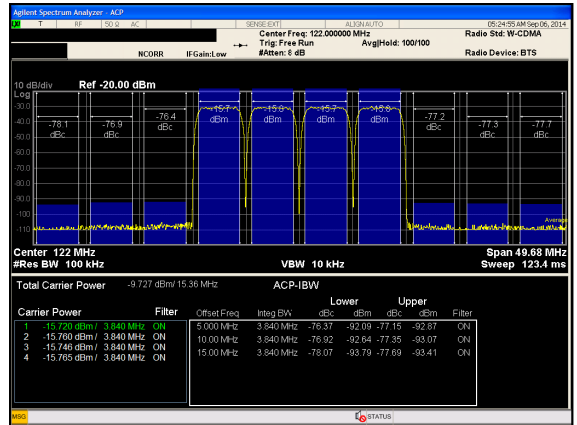 Agilent Spectrum Analyzer - ACP
T RF 50 Ω AC SENSE:EXT ALIGN AUTO 05:24:55 AM Sep 06, 2014
Center Freq: 122.000000 MHz Radio Std: W-CDMA
Trig: Free Run Avg|Hold: 100/100
NCORR IFGain:Low #Atten: 8 dB Radio Device: BTS
10 dB/div Ref -20.00 dBm
Log
-30.0
-40.0
-50.0
-60.0
-70.0
-80.0
-90.0
-100
-110
-78.1 dBc
-76.9 dBc
-76.4 dBc
-15.7 dBm
-15.8 dBm
-15.7 dBm
-15.8 dBm
-77.2 dBc
-77.3 dBc
-77.7 dBc
Average
Center 122 MHz Span 49.68 MHz
#Res BW 100 kHz VBW 10 kHz Sweep 123.4 ms
Total Carrier Power -9.727 dBm/ 15.36 MHz ACP-IBW
Lower Upper
Carrier Power Filter Offset Freq Integ BW dBc dBm dBc dBm Filter
1 -15.720 dBm / 3.840 MHz ON 5.000 MHz 3.840 MHz -76.37 -92.09 -77.15 -92.87 ON
2 -15.760 dBm / 3.840 MHz ON 10.00 MHz 3.840 MHz -76.92 -92.64 -77.35 -93.07 ON
3 -15.746 dBm / 3.840 MHz ON 15.00 MHz 3.840 MHz -78.07 -93.79 -77.69 -93.41 ON
4 -15.765 dBm / 3.840 MHz ON
MSG STATUS